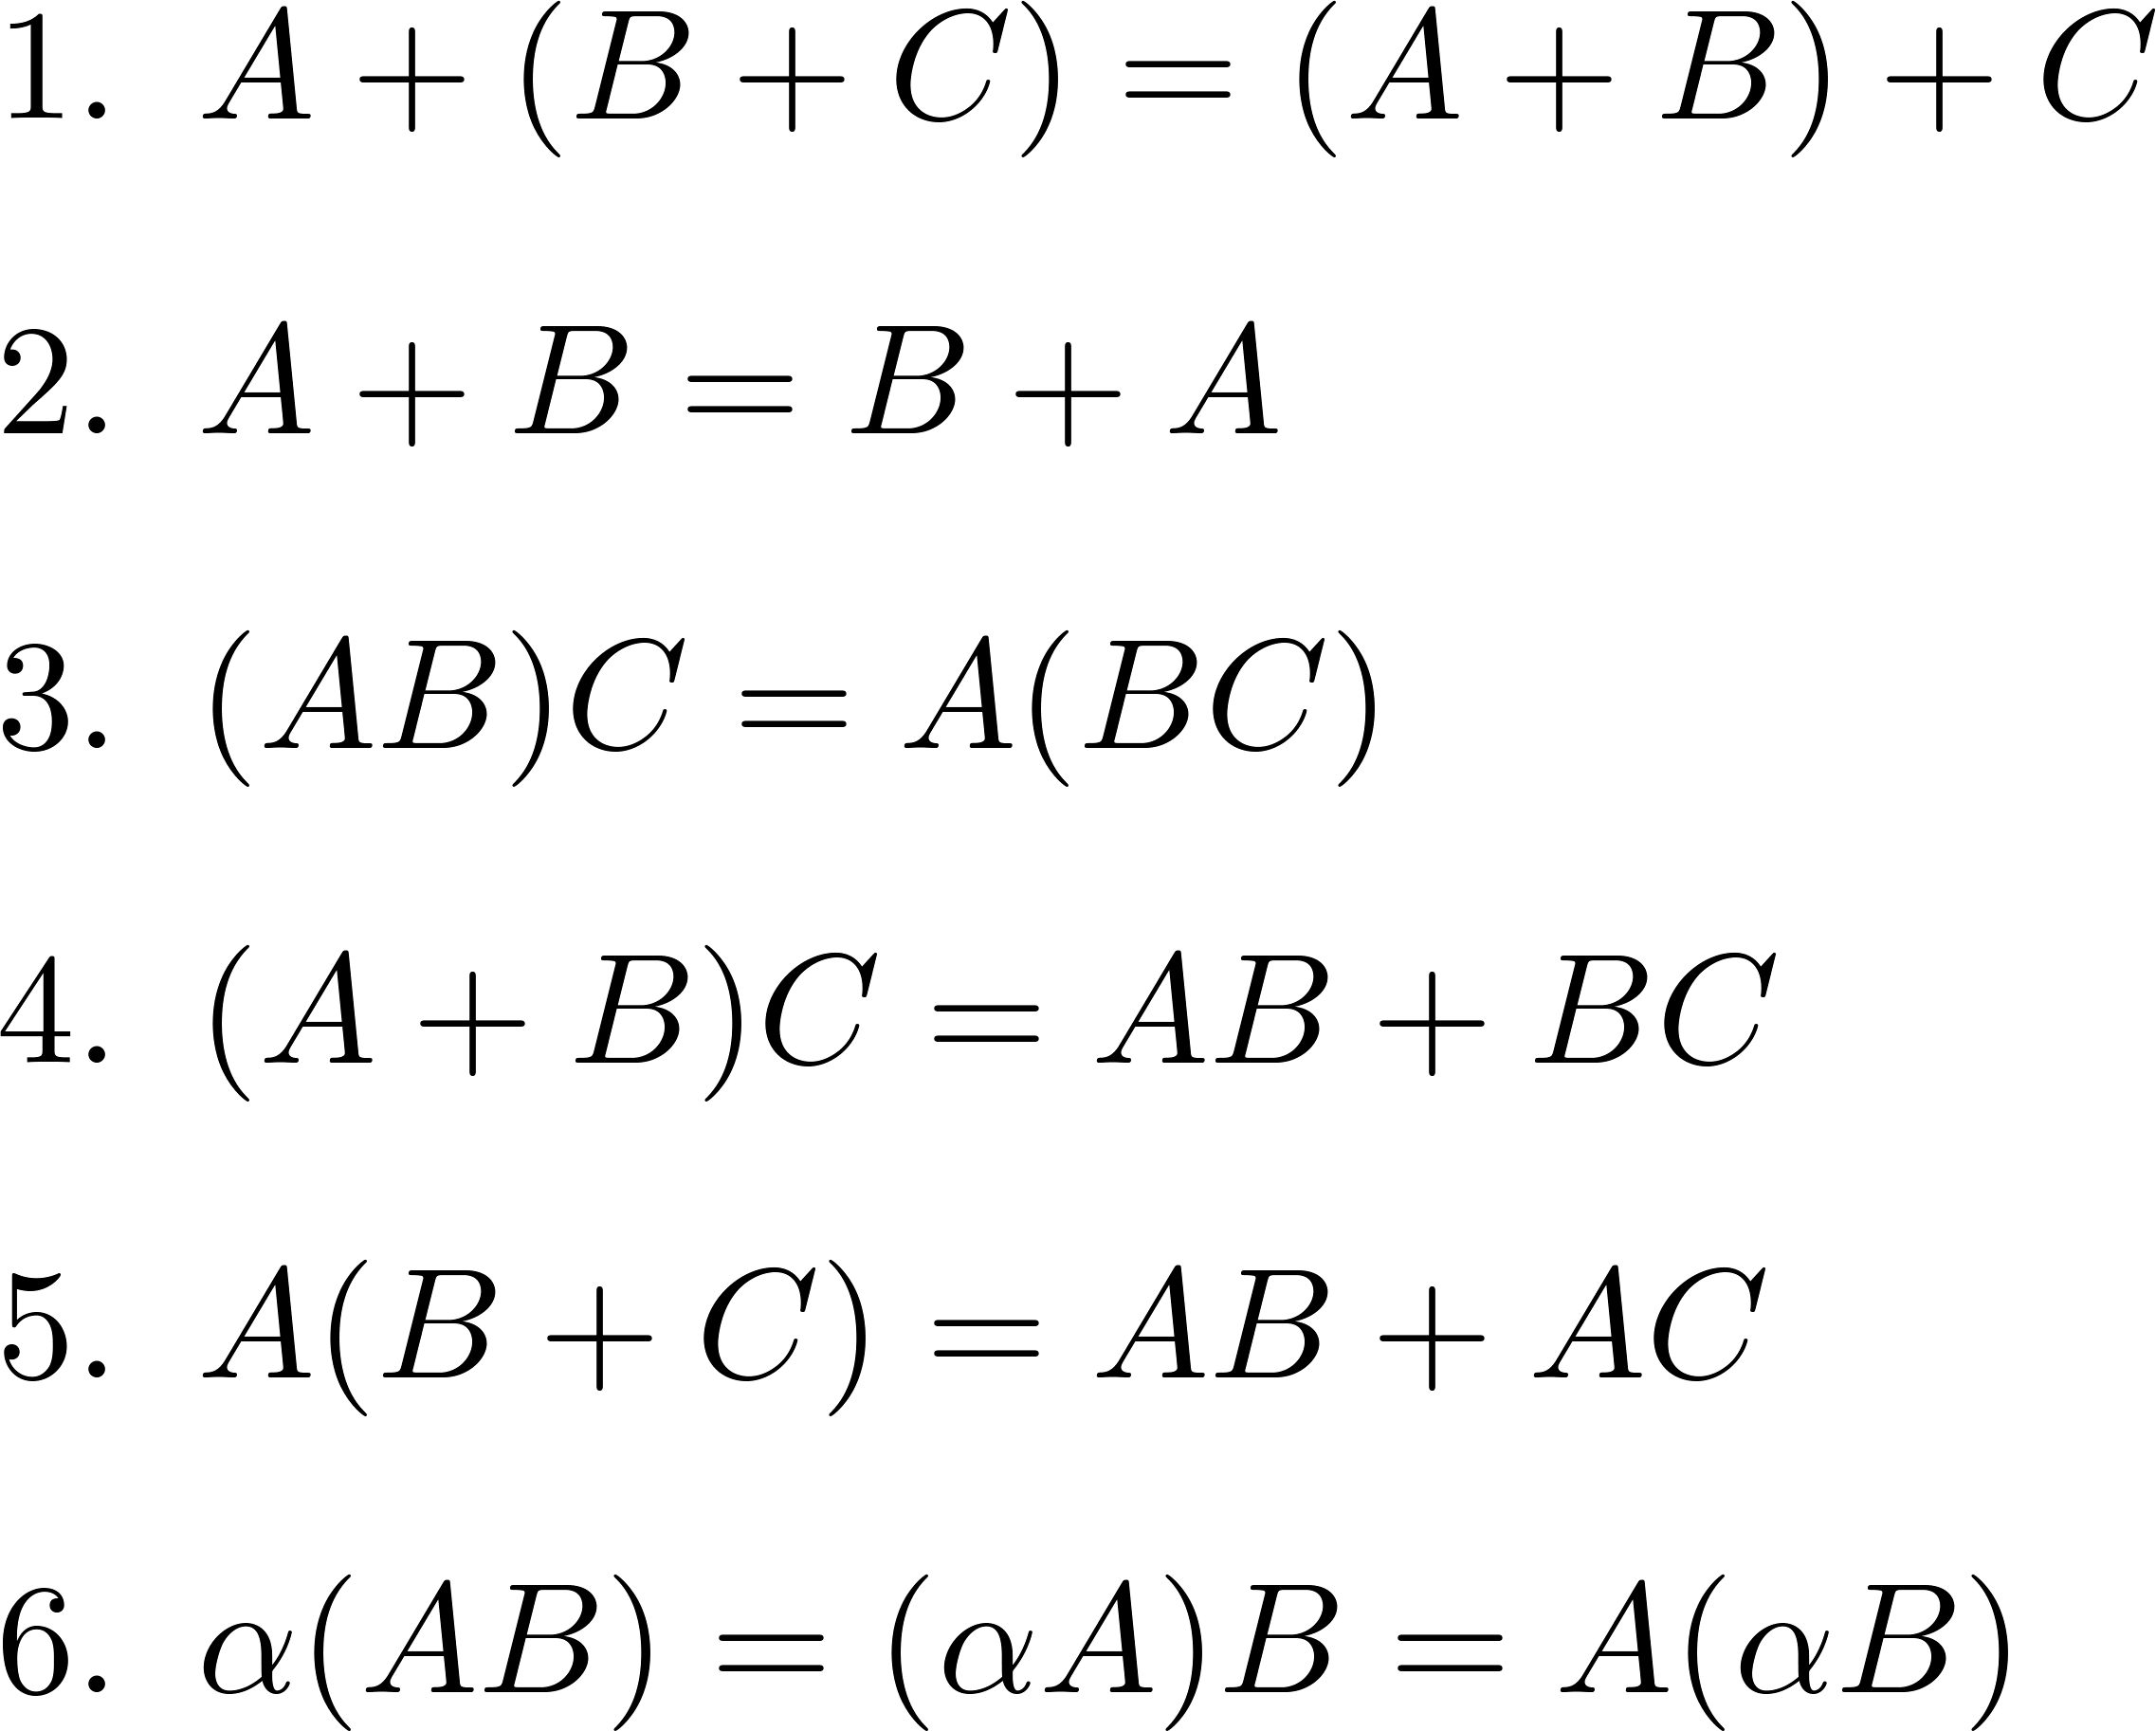 1. A + (B + C) = (A + B) + C
2. A + B = B + A
3. (AB)C = A(BC)
4. (A + B)C = AB + BC
5. A(B + C) = AB + AC
6. α(AB) = (αA)B = A(αB)